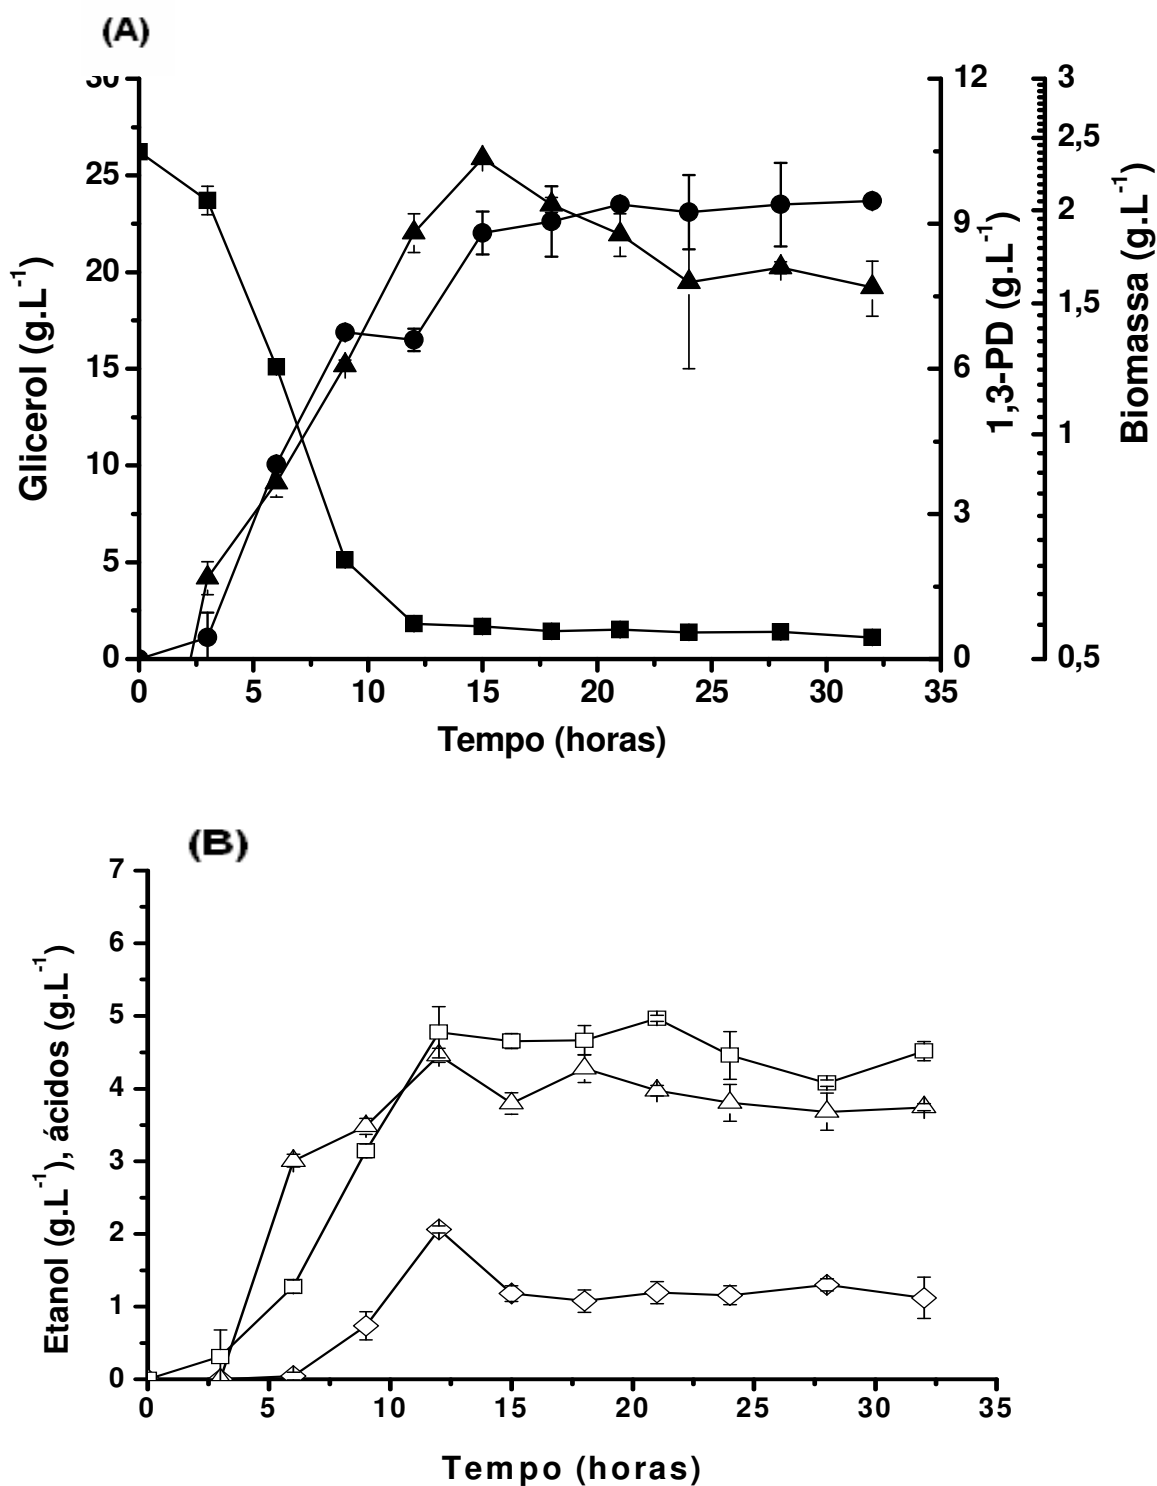 (A)
30
25
20
15
10
5
0
Glicerol (g.L-1)
12
9
6
3
0
1,3-PD (g.L-1)
3
2,5
2
1,5
1
0,5
Biomassa (g.L-1)
0 5 10 15 20 25 30 35
Tempo (horas)
(B)
7
6
5
4
3
2
1
0
Etanol (g.L-1), ácidos (g.L-1)
0 5 10 15 20 25 30 35
Tempo (horas)